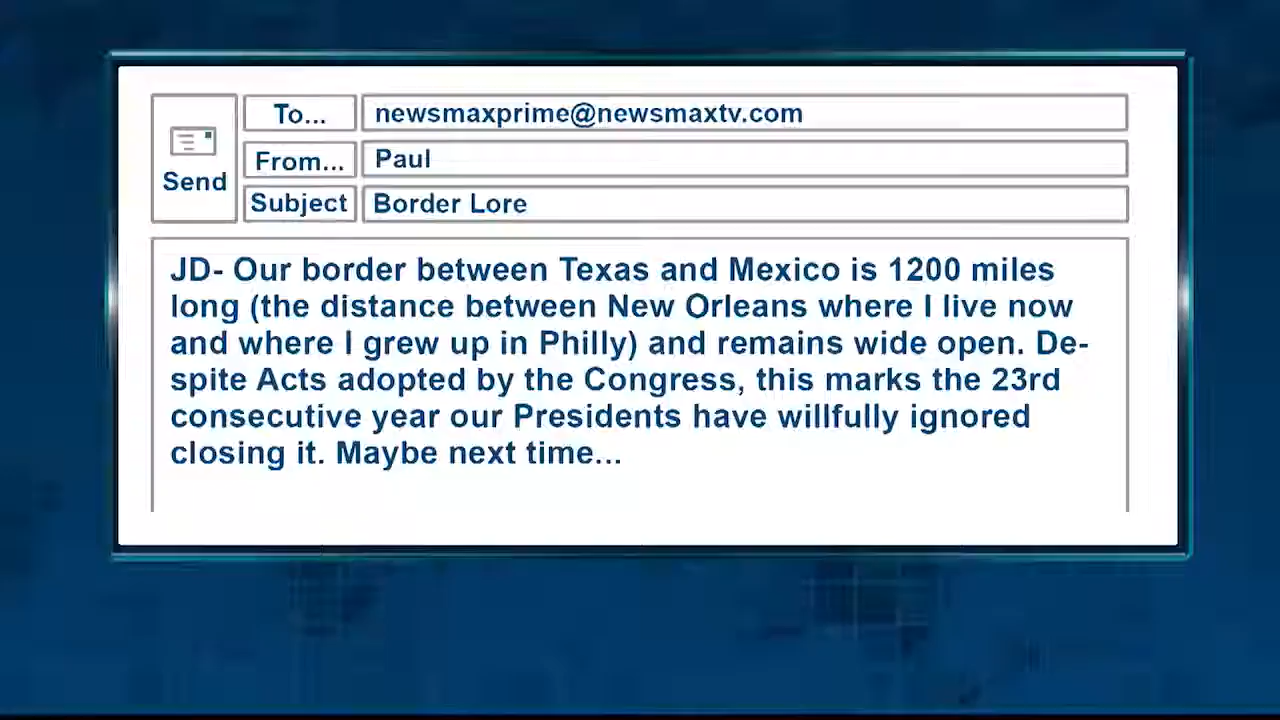 To... newsmaxprime@newsmaxtv.com
From... Paul
Send
Subject Border Lore
JD- Our border between Texas and Mexico is 1200 miles
long (the distance between New Orleans where I live now
and where I grew up in Philly) and remains wide open. De-
spite Acts adopted by the Congress, this marks the 23rd
consecutive year our Presidents have willfully ignored
closing it. Maybe next time...